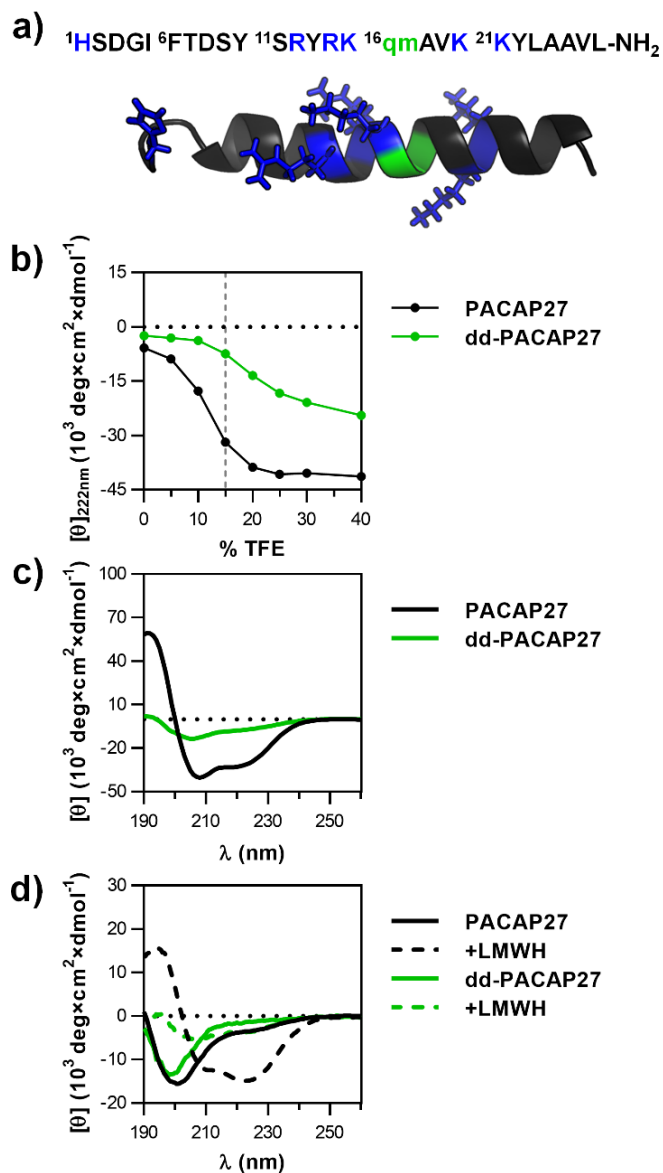 a)
¹HSDGI ⁶FTDSY ¹¹SRYRK ¹⁶qmAVK ²¹KYLAAVL-NH₂
b)
15
0
-15
-30
-45
[θ]₂₂₂ₙₘ (10³ deg×cm²×dmol⁻¹)
0 10 20 30 40
% TFE
PACAP27
dd-PACAP27
c)
100
70
40
10
-20
-50
[θ] (10³ deg×cm²×dmol⁻¹)
190 210 230 250
λ (nm)
PACAP27
dd-PACAP27
d)
30
20
10
0
-10
-20
[θ] (10³ deg×cm²×dmol⁻¹)
190 210 230 250
λ (nm)
PACAP27
+LMWH
dd-PACAP27
+LMWH